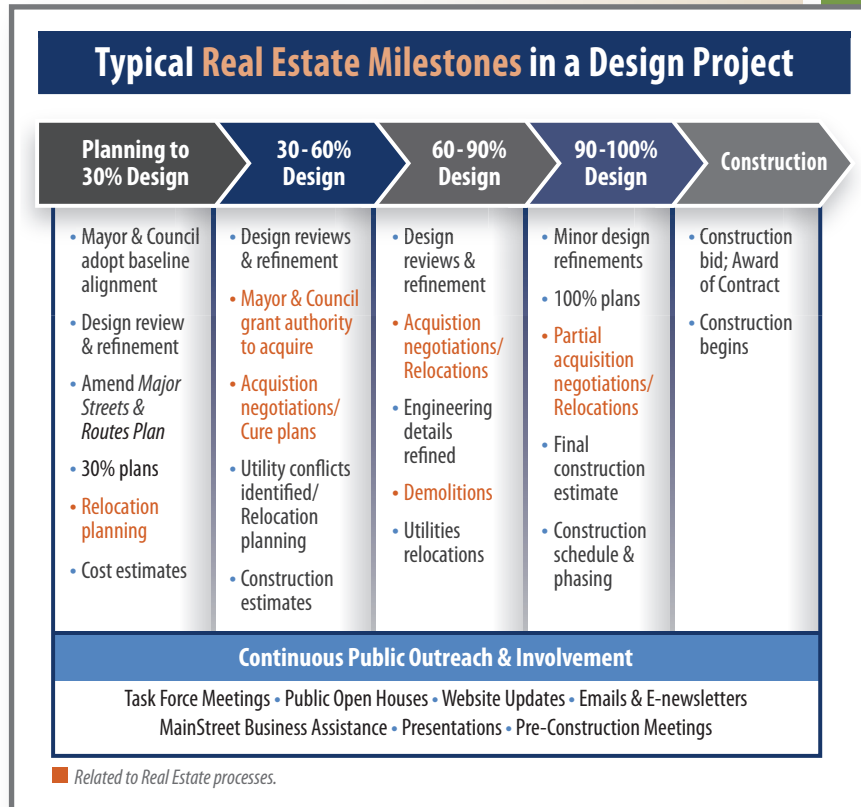 Typical Real Estate Milestones in a Design Project
Planning to
30% Design
30-60%
Design
60-90%
Design
90-100%
Design
Construction
• Mayor & Council
adopt baseline
alignment
• Design review
& refinement
• Amend Major
Streets &
Routes Plan
• 30% plans
• Relocation
planning
• Cost estimates
• Design reviews
& refinement
• Mayor & Council
grant authority
to acquire
• Acquistion
negotiations/
Cure plans
• Utility conflicts
identified/
Relocation
planning
• Construction
estimates
• Design
reviews &
refinement
• Acquistion
negotiations/
Relocations
• Engineering
details
refined
• Demolitions
• Utilities
relocations
• Minor design
refinements
• 100% plans
• Partial
acquisition
negotiations/
Relocations
• Final
construction
estimate
• Construction
schedule &
phasing
• Construction
bid; Award
of Contract
• Construction
begins
Continuous Public Outreach & Involvement
Task Force Meetings • Public Open Houses • Website Updates • Emails & E-newsletters
MainStreet Business Assistance • Presentations • Pre-Construction Meetings
Related to Real Estate processes.